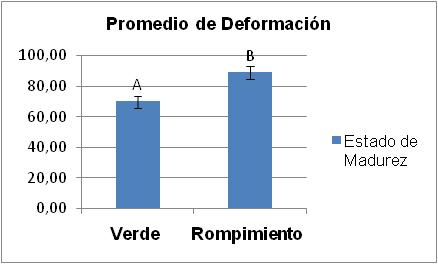 Promedio de Deformación
100,00
80,00
60,00
40,00
20,00
0,00
A
B
Verde
Rompimiento
Estado de
Madurez